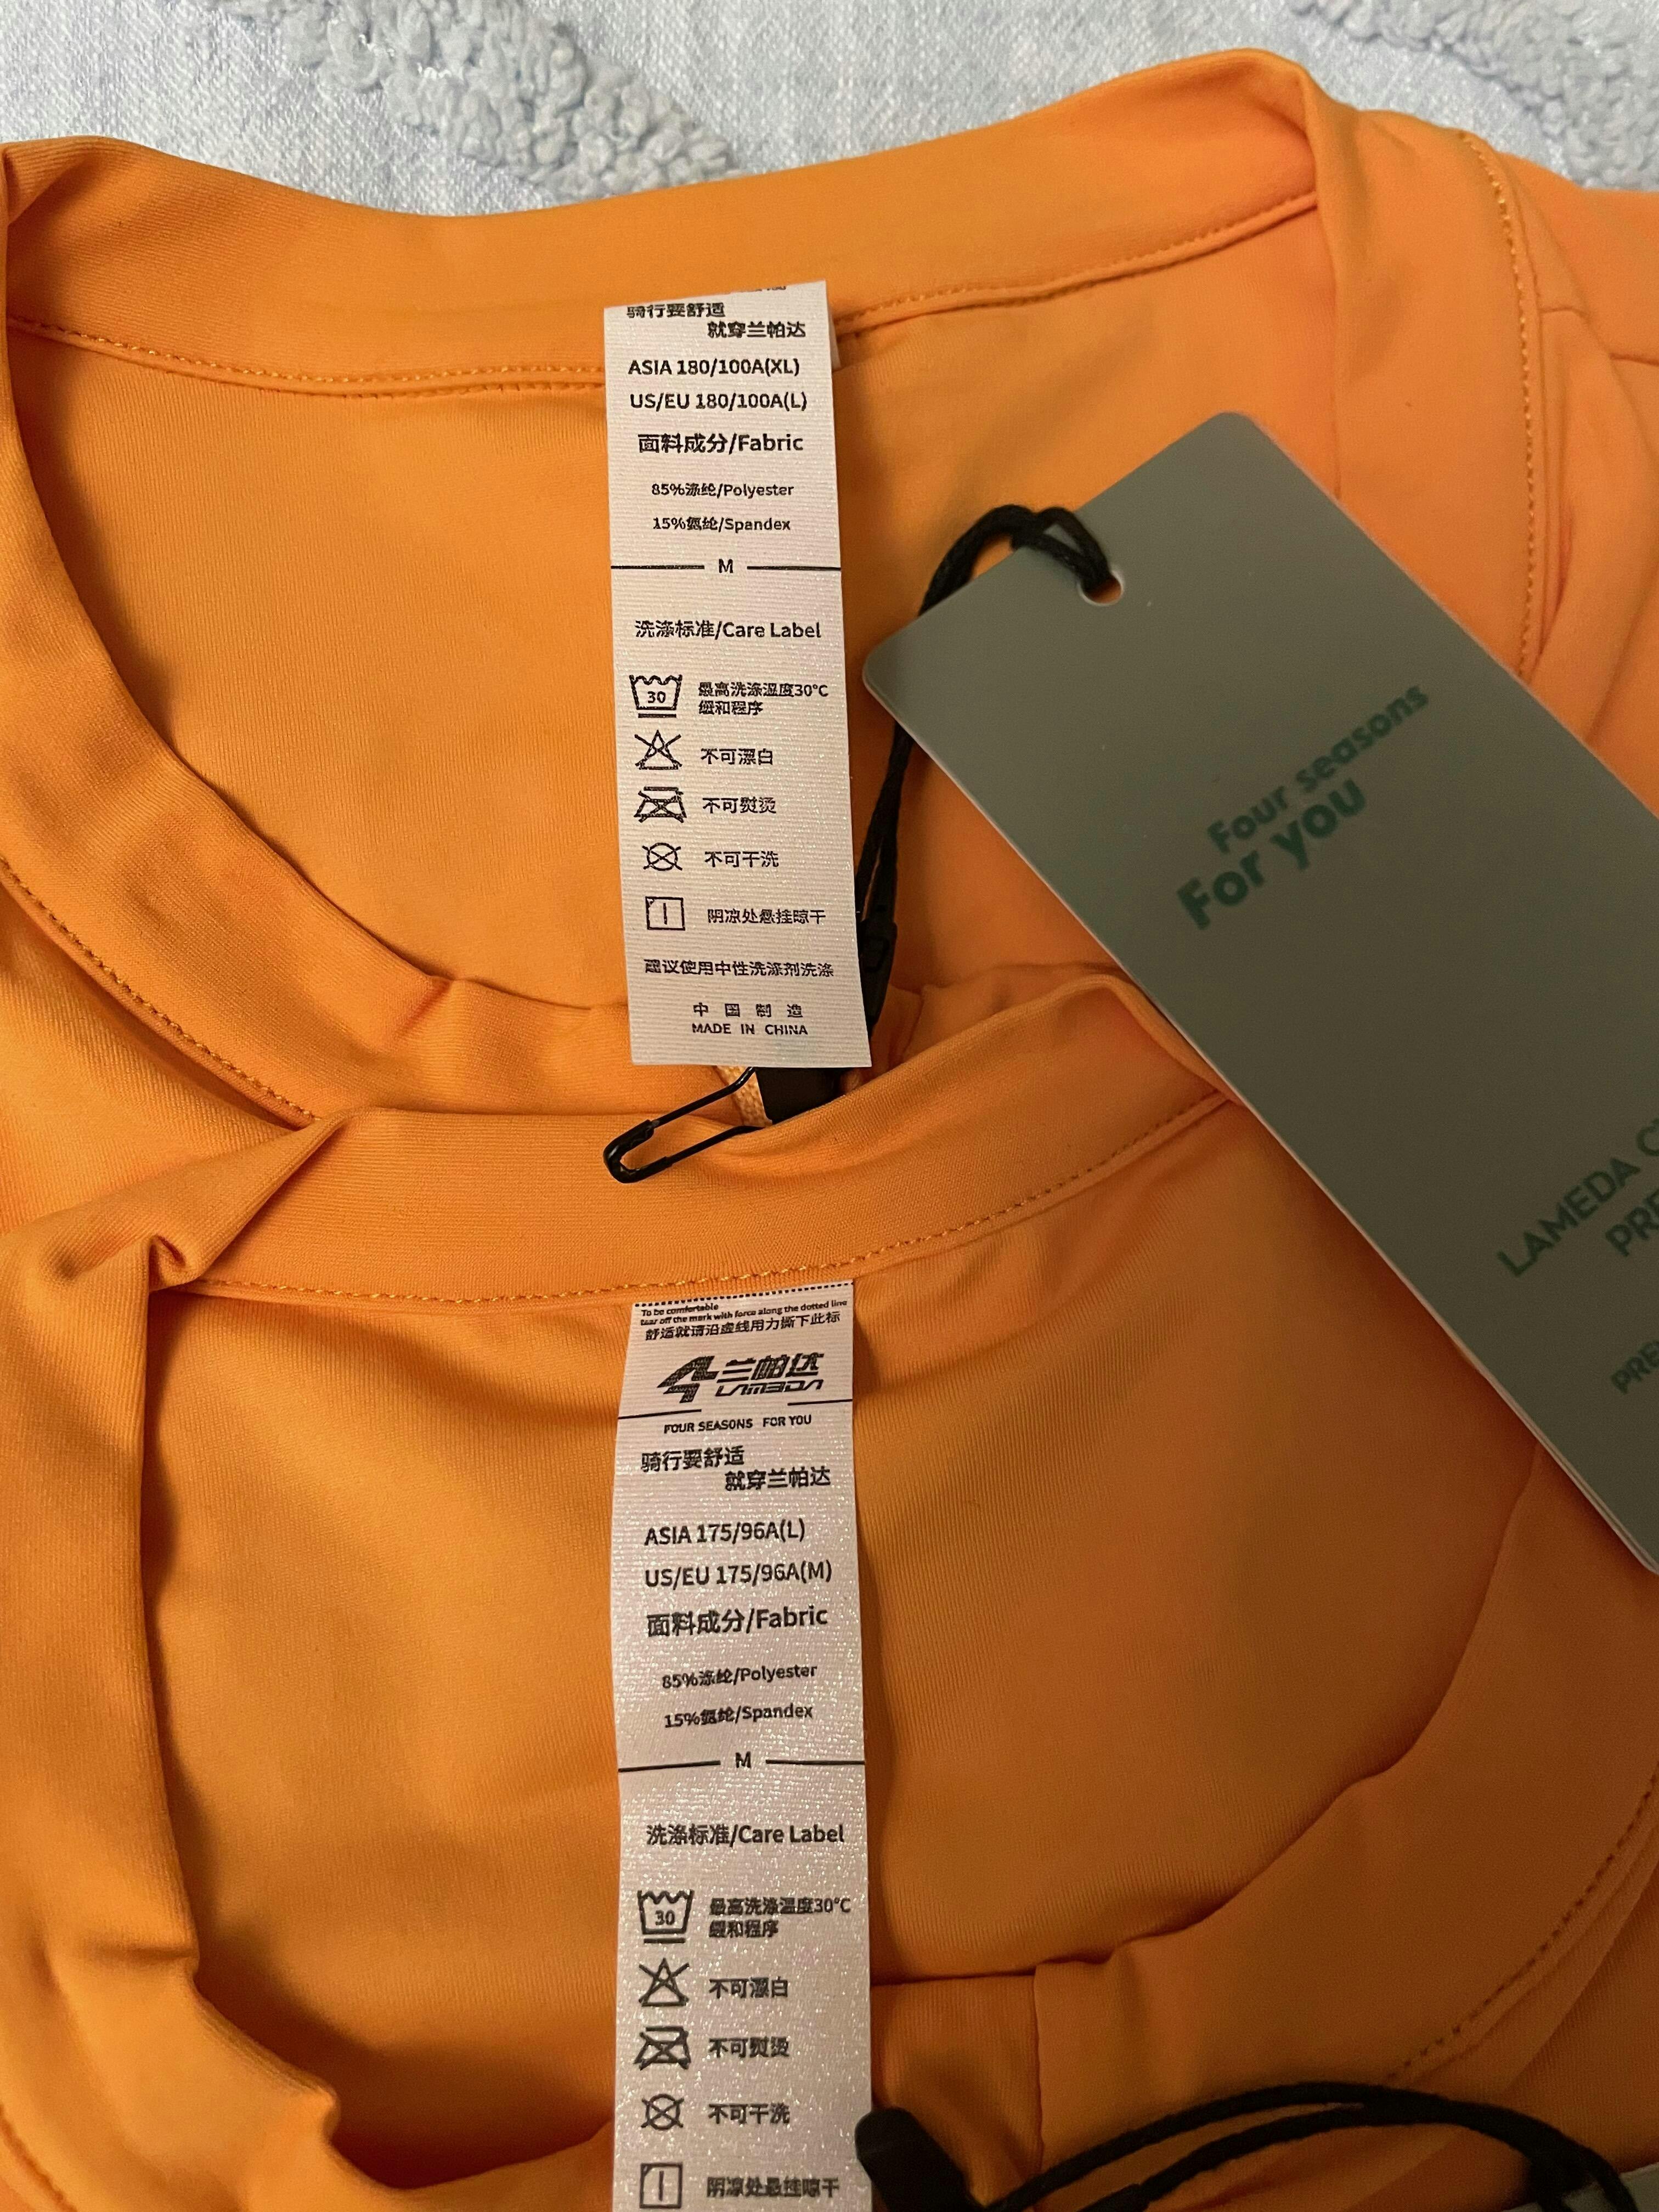 骑行要舒适
就穿兰帕达
ASIA 180/100A(XL)
US/EU 180/100A(L)
面料成分/Fabric
85%涤纶/Polyester
15%氨纶/Spandex
M
洗涤标准/Care Label
30
最高洗涤温度30°C
缓和程序
不可漂白
不可熨烫
不可干洗
阴凉处悬挂晾干
建议使用中性洗涤剂洗涤
中国制造
MADE IN CHINA
Four seasons
For you
LAMEDA
To be comfortable
tear off the mark with force along the dotted line
舒适就请沿虚线用力撕下此标
兰帕达
LAMEDA
FOUR SEASONS FOR YOU
骑行要舒适
就穿兰帕达
ASIA 175/96A(L)
US/EU 175/96A(M)
面料成分/Fabric
85%涤纶/Polyester
15%氨纶/Spandex
M
洗涤标准/Care Label
30
最高洗涤温度30°C
缓和程序
不可漂白
不可熨烫
不可干洗
阴凉处悬挂晾干